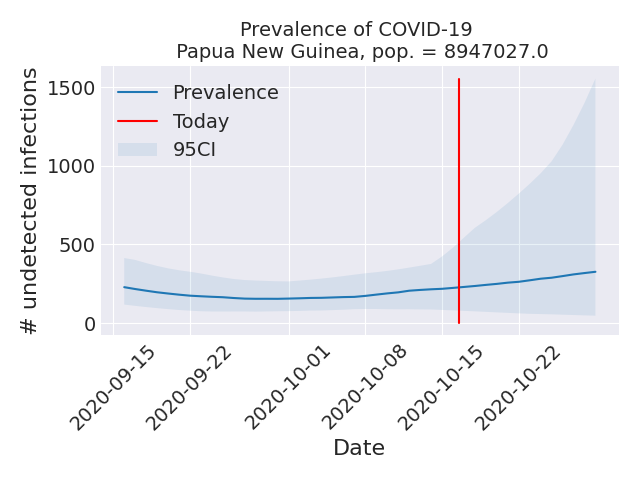 Prevalence of COVID-19
Papua New Guinea, pop. = 8947027.0
# undetected infections
1500
1000
500
0
Prevalence
Today
95CI
2020-09-15
2020-09-22
2020-10-01
2020-10-08
2020-10-15
2020-10-22
Date